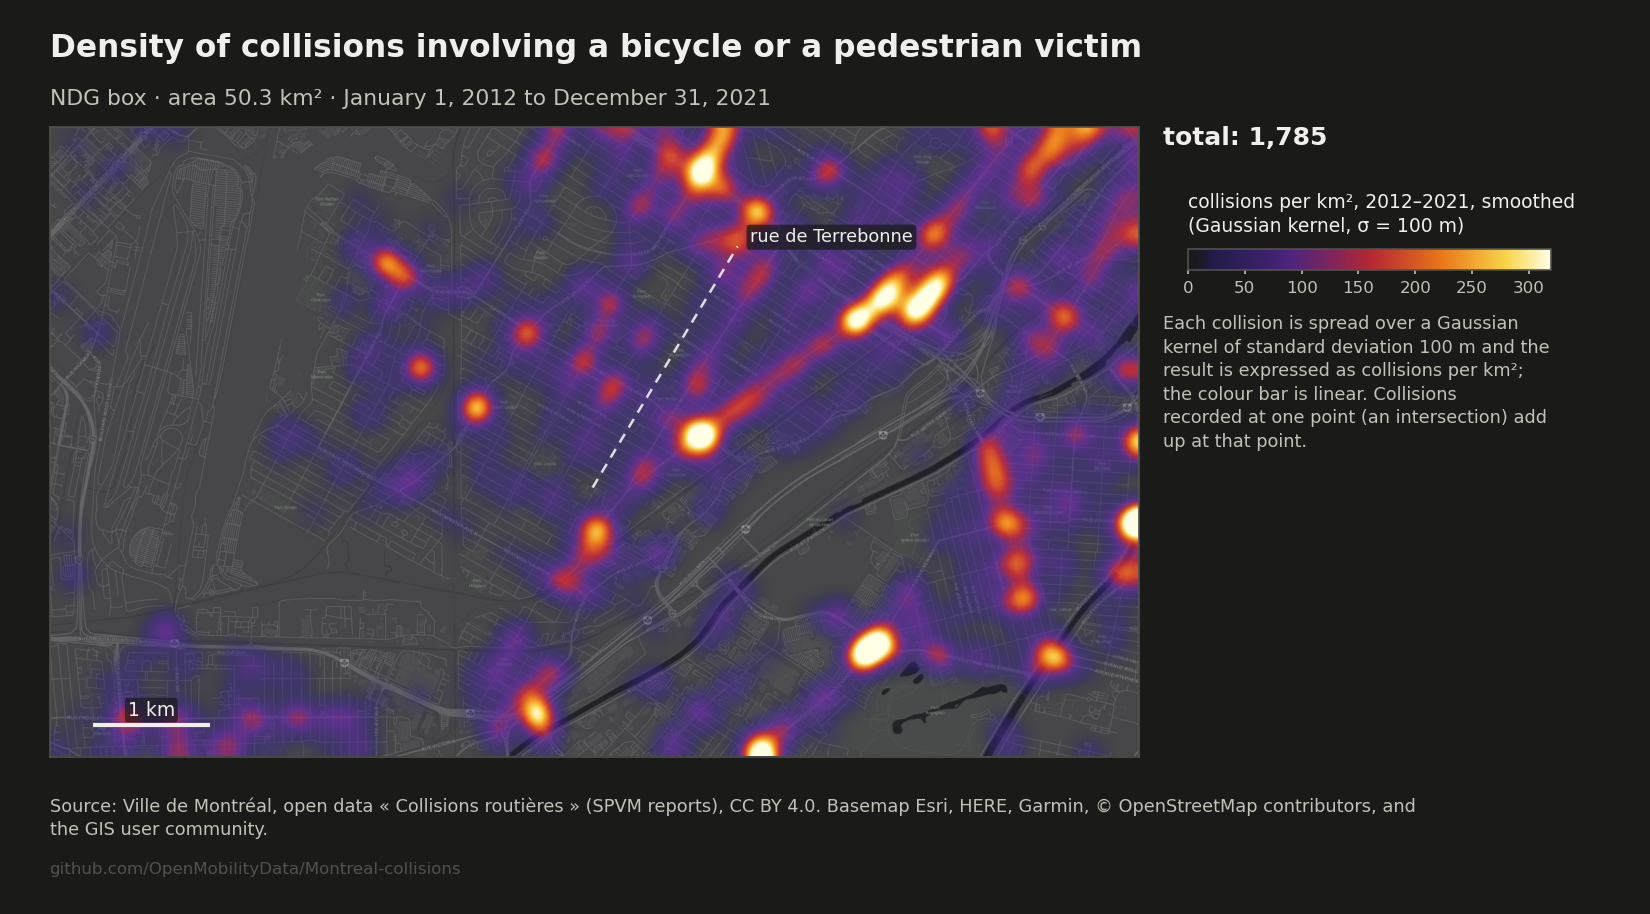 Density of collisions involving a bicycle or a pedestrian victim
NDG box · area 50.3 km² · January 1, 2012 to December 31, 2021
total: 1,785
collisions per km², 2012–2021, smoothed
(Gaussian kernel, σ = 100 m)
0 50 100 150 200 250 300
Each collision is spread over a Gaussian
kernel of standard deviation 100 m and the
result is expressed as collisions per km²;
the colour bar is linear. Collisions
recorded at one point (an intersection) add
up at that point.
rue de Terrebonne
1 km
Source: Ville de Montréal, open data « Collisions routières » (SPVM reports), CC BY 4.0. Basemap Esri, HERE, Garmin, © OpenStreetMap contributors, and
the GIS user community.
github.com/OpenMobilityData/Montreal-collisions